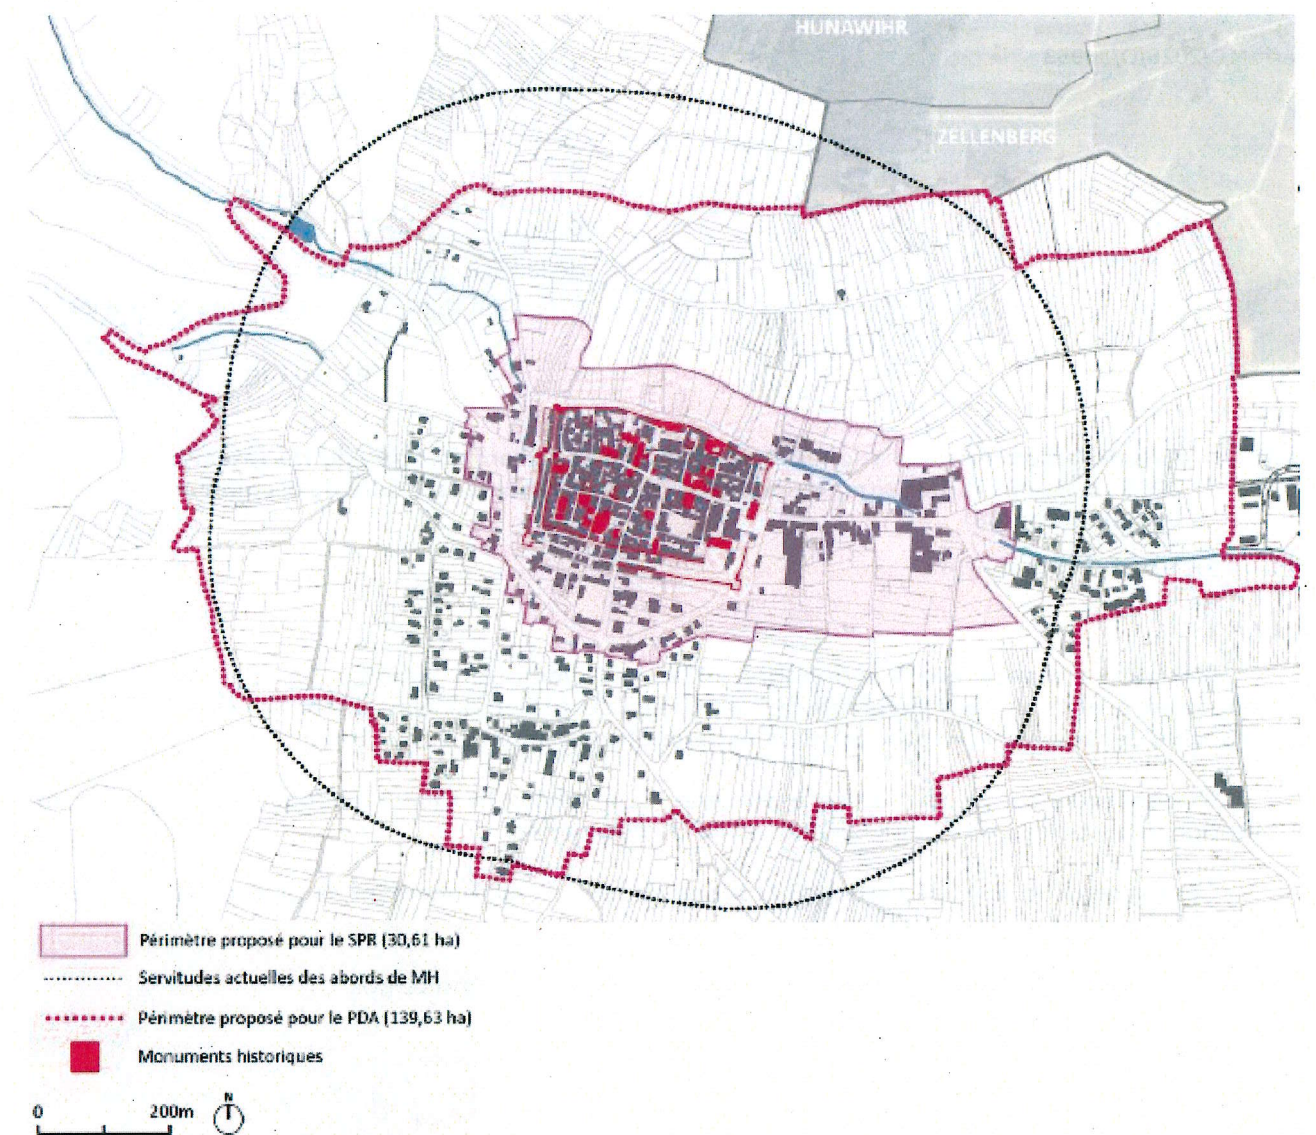 HUNAWIHR
ZELLENBERG
Périmètre proposé pour le SPR (30,61 ha)
Servitudes actuelles des abords de MH
Périmètre proposé pour le PDA (139,63 ha)
Monuments historiques
0 200m N